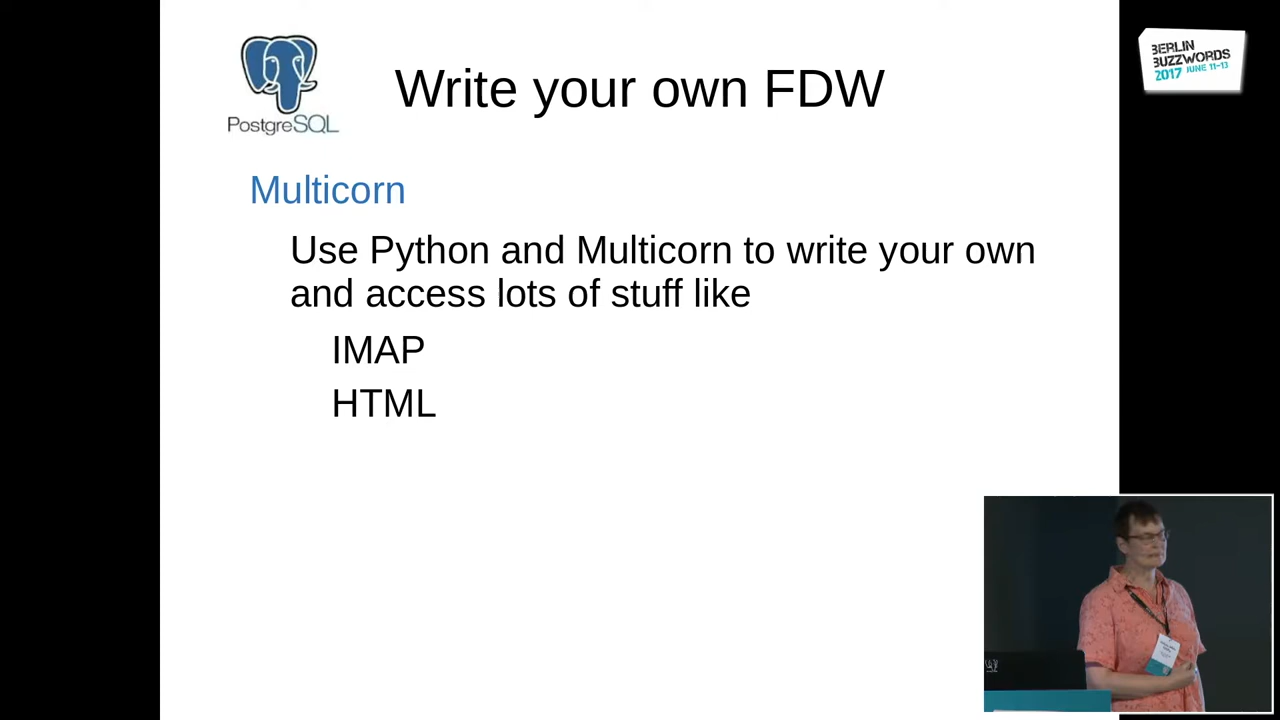 PostgreSQL
Write your own FDW
BERLIN
BUZZWORDS
2017 JUNE 11-13
Multicorn
Use Python and Multicorn to write your own
and access lots of stuff like
IMAP
HTML